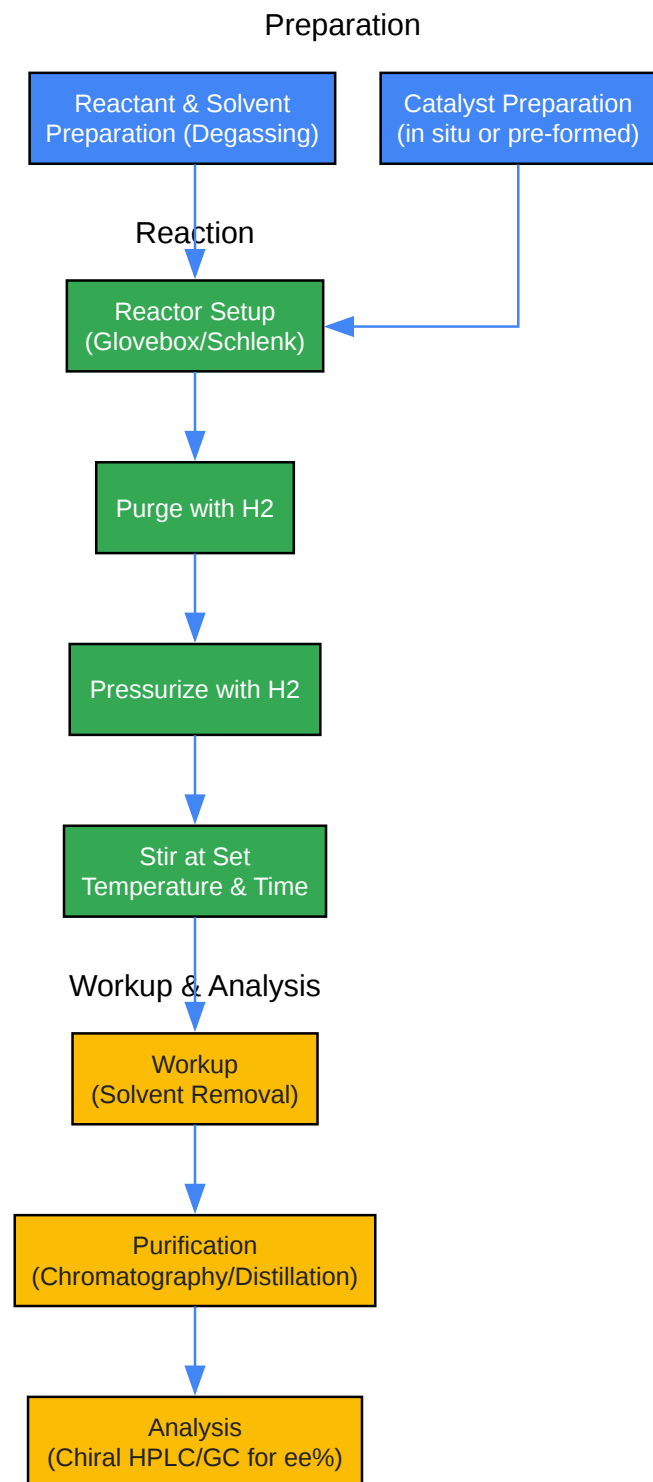 Preparation
Reactant & Solvent
Preparation (Degassing)
Catalyst Preparation
(in situ or pre-formed)
Reaction
Reactor Setup
(Glovebox/Schlenk)
Purge with H2
Pressurize with H2
Stir at Set
Temperature & Time
Workup & Analysis
Workup
(Solvent Removal)
Purification
(Chromatography/Distillation)
Analysis
(Chiral HPLC/GC for ee%)